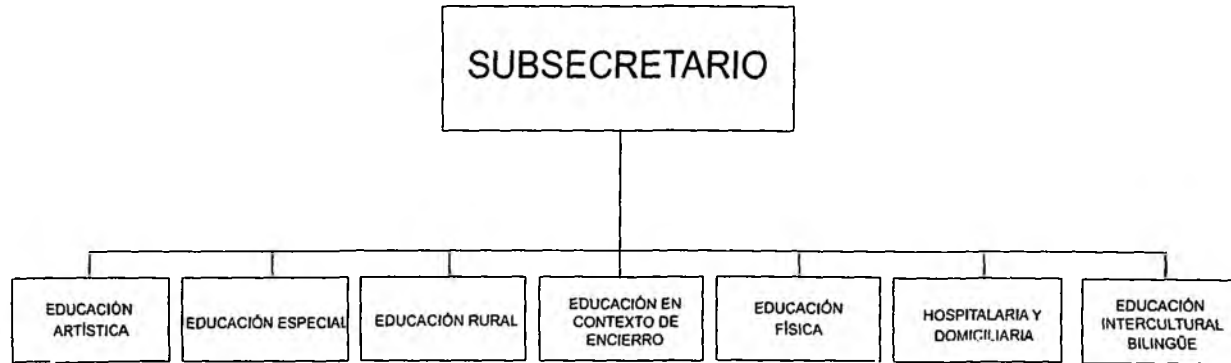 SUBSECRETARIO
EDUCACIÓN
ARTÍSTICA
EDUCACIÓN ESPECIAL
EDUCACIÓN RURAL
EDUCACIÓN EN
CONTEXTO DE
ENCIERRO
EDUCACIÓN
FÍSICA
HOSPITALARIA Y
DOMICILIARIA
EDUCACIÓN
INTERCULTURAL
BILINGÜE